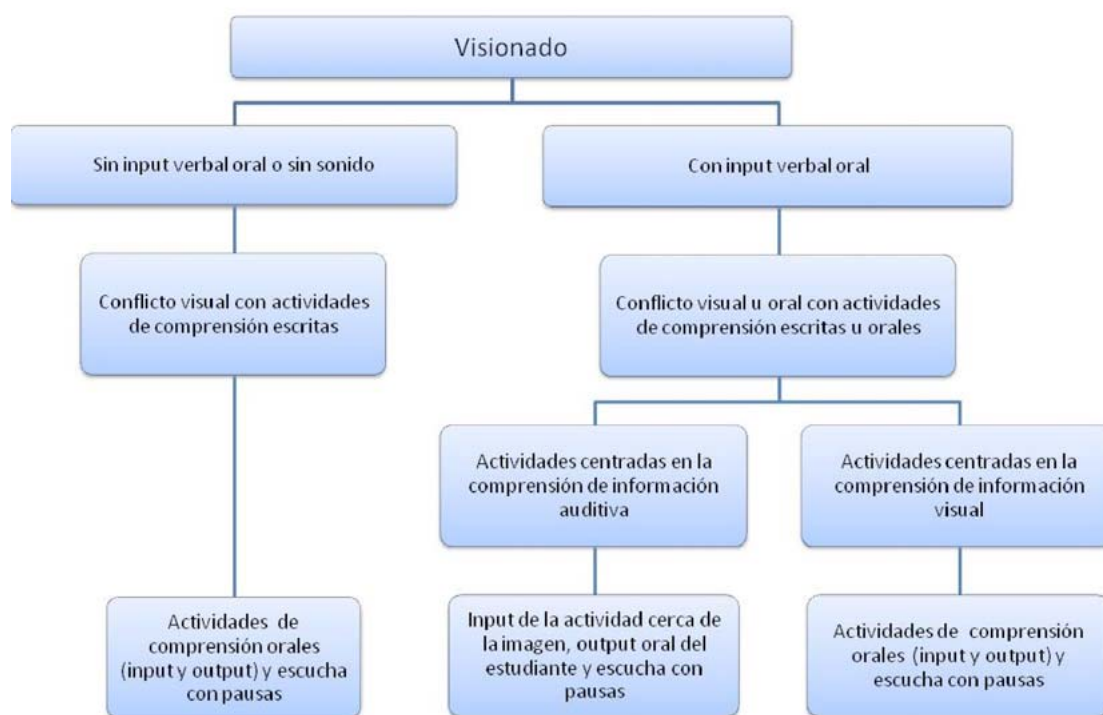 Visionado
Sin input verbal oral o sin sonido
Con input verbal oral
Conflicto visual con actividades
de comprensión escritas
Conflicto visual u oral con actividades
de comprensión escritas u orales
Actividades centradas en la
comprensión de información
auditiva
Actividades centradas en la
comprensión de información
visual
Actividades de
comprensión orales
(input y output) y escucha
con pausas
Input de la actividad cerca de
la imagen, output oral del
estudiante y escucha con
pausas
Actividades de comprensión
orales (input y output) y
escucha con pausas